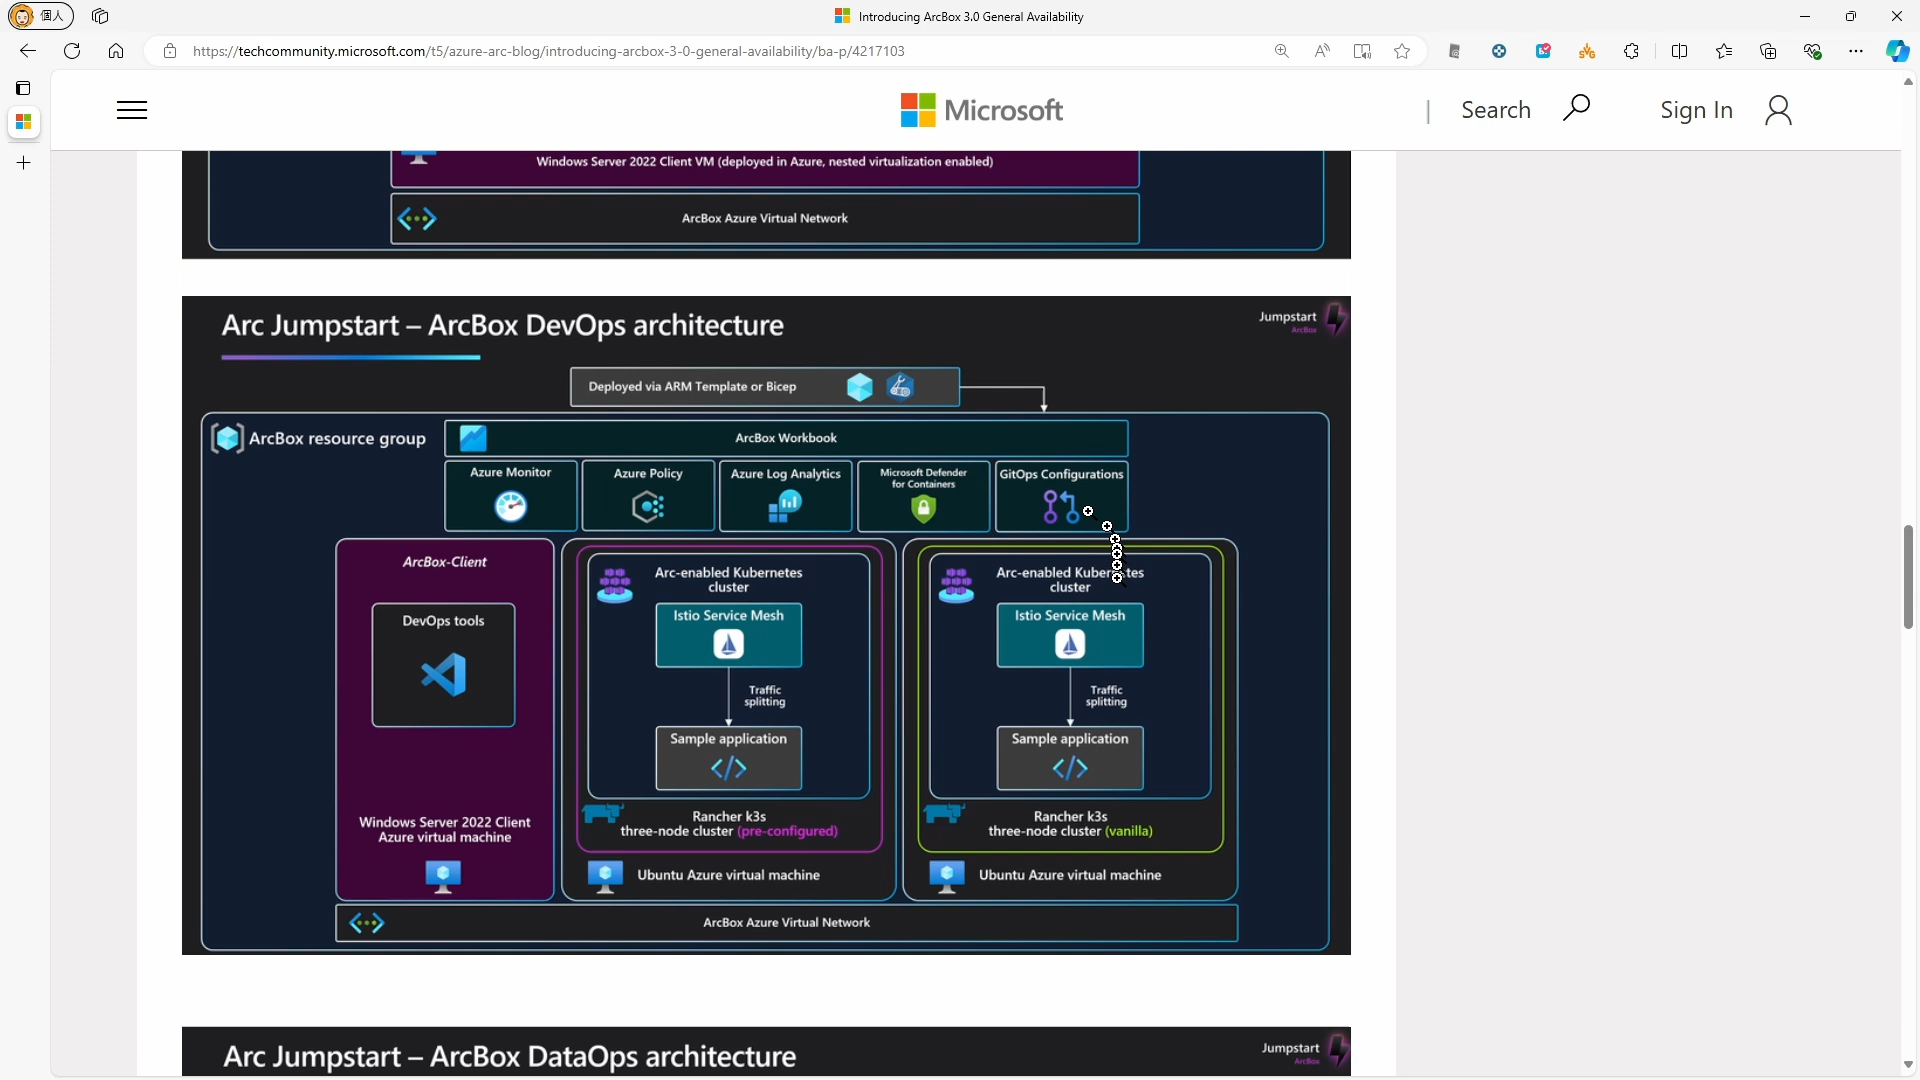 個人
Introducing ArcBox 3.0 General Availability
https://techcommunity.microsoft.com/t5/azure-arc-blog/introducing-arcbox-3-0-general-availability/ba-p/4217103
Microsoft
| Search
Sign In
Windows Server 2022 Client VM (deployed in Azure, nested virtualization enabled)
ArcBox Azure Virtual Network
Arc Jumpstart – ArcBox DevOps architecture
Jumpstart
ArcBox
Deployed via ARM Template or Bicep
ArcBox resource group
ArcBox Workbook
Azure Monitor
Azure Policy
Azure Log Analytics
Microsoft Defender
for Containers
GitOps Configurations
ArcBox-Client
DevOps tools
Windows Server 2022 Client
Azure virtual machine
Arc-enabled Kubernetes
cluster
Istio Service Mesh
Traffic
splitting
Sample application
Rancher k3s
three-node cluster (pre-configured)
Ubuntu Azure virtual machine
Arc-enabled Kubernetes
cluster
Istio Service Mesh
Traffic
splitting
Sample application
Rancher k3s
three-node cluster (vanilla)
Ubuntu Azure virtual machine
ArcBox Azure Virtual Network
Arc Jumpstart – ArcBox DataOps architecture
Jumpstart
ArcBox